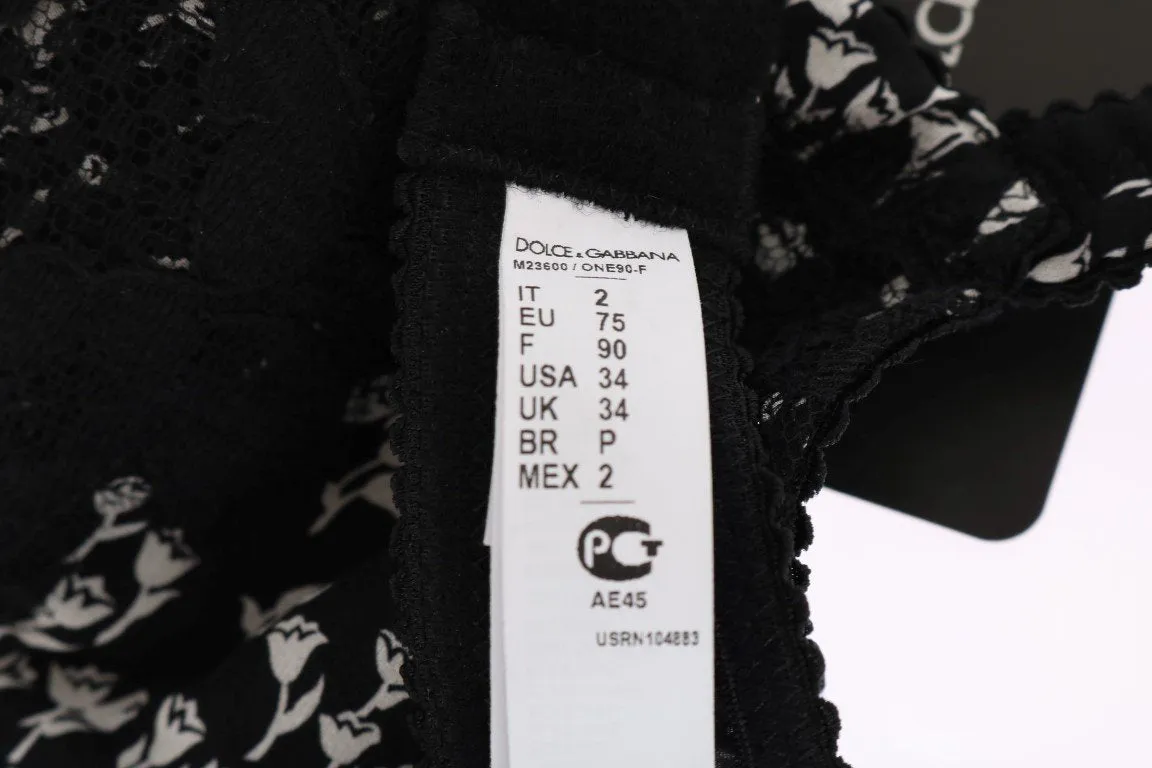 DOLCE & GABBANA
M23600 / ONE90-F
IT 2
EU 75
F 90
USA 34
UK 34
BR P
MEX 2
PCT
AE45
USRN104883